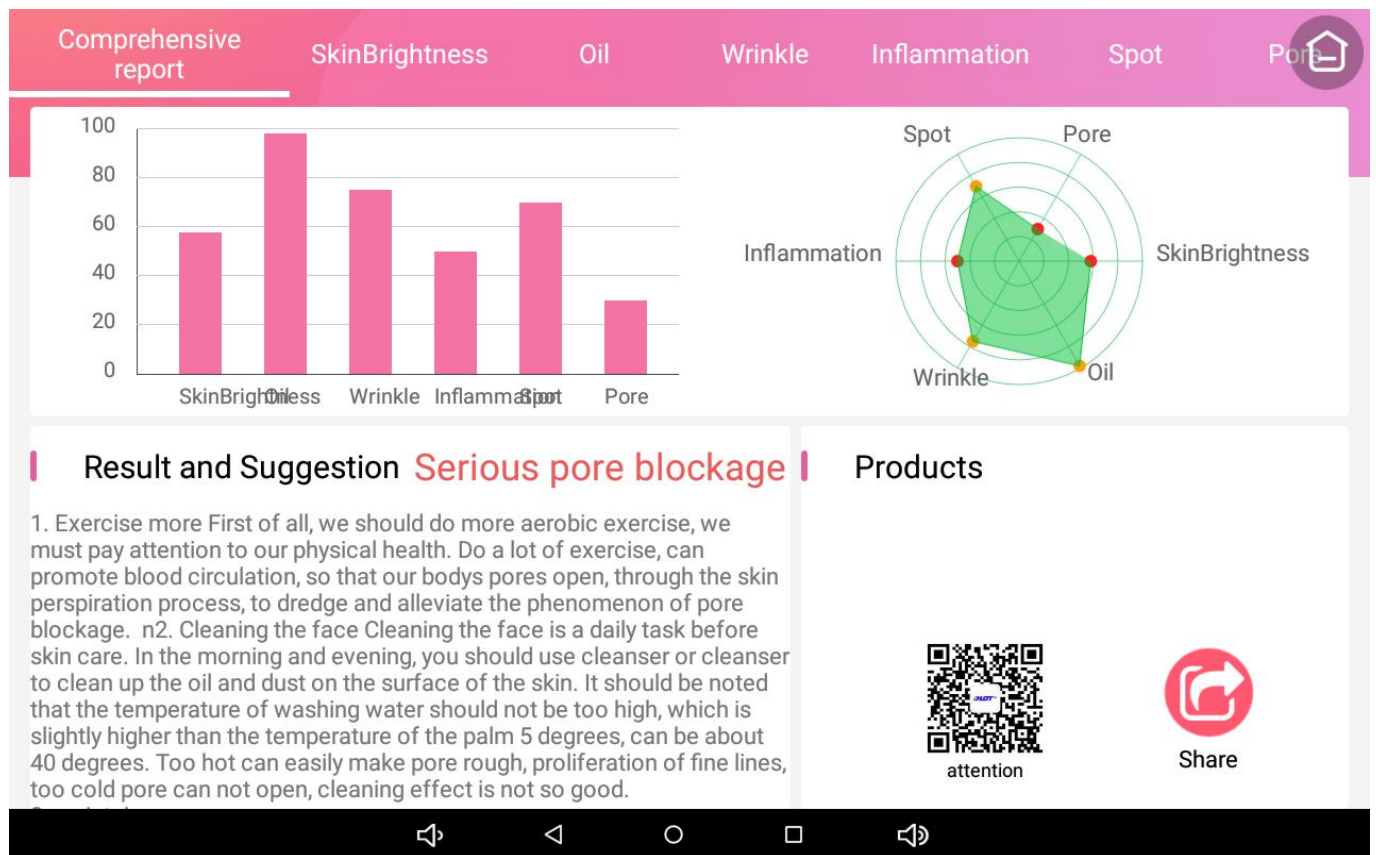 Comprehensive
report
SkinBrightness
Oil
Wrinkle
Inflammation
Spot
Pore
100
80
60
40
20
0
SkinBrightness
Oil
Wrinkle
Inflammation
Spot
Pore
Spot
Pore
Inflammation
SkinBrightness
Wrinkle
Oil
Result and Suggestion Serious pore blockage
1. Exercise more First of all, we should do more aerobic exercise, we
must pay attention to our physical health. Do a lot of exercise, can
promote blood circulation, so that our bodys pores open, through the skin
perspiration process, to dredge and alleviate the phenomenon of pore
blockage.  n2. Cleaning the face Cleaning the face is a daily task before
skin care. In the morning and evening, you should use cleanser or cleanser
to clean up the oil and dust on the surface of the skin. It should be noted
that the temperature of washing water should not be too high, which is
slightly higher than the temperature of the palm 5 degrees, can be about
40 degrees. Too hot can easily make pore rough, proliferation of fine lines,
too cold pore can not open, cleaning effect is not so good.
Products
attention
Share